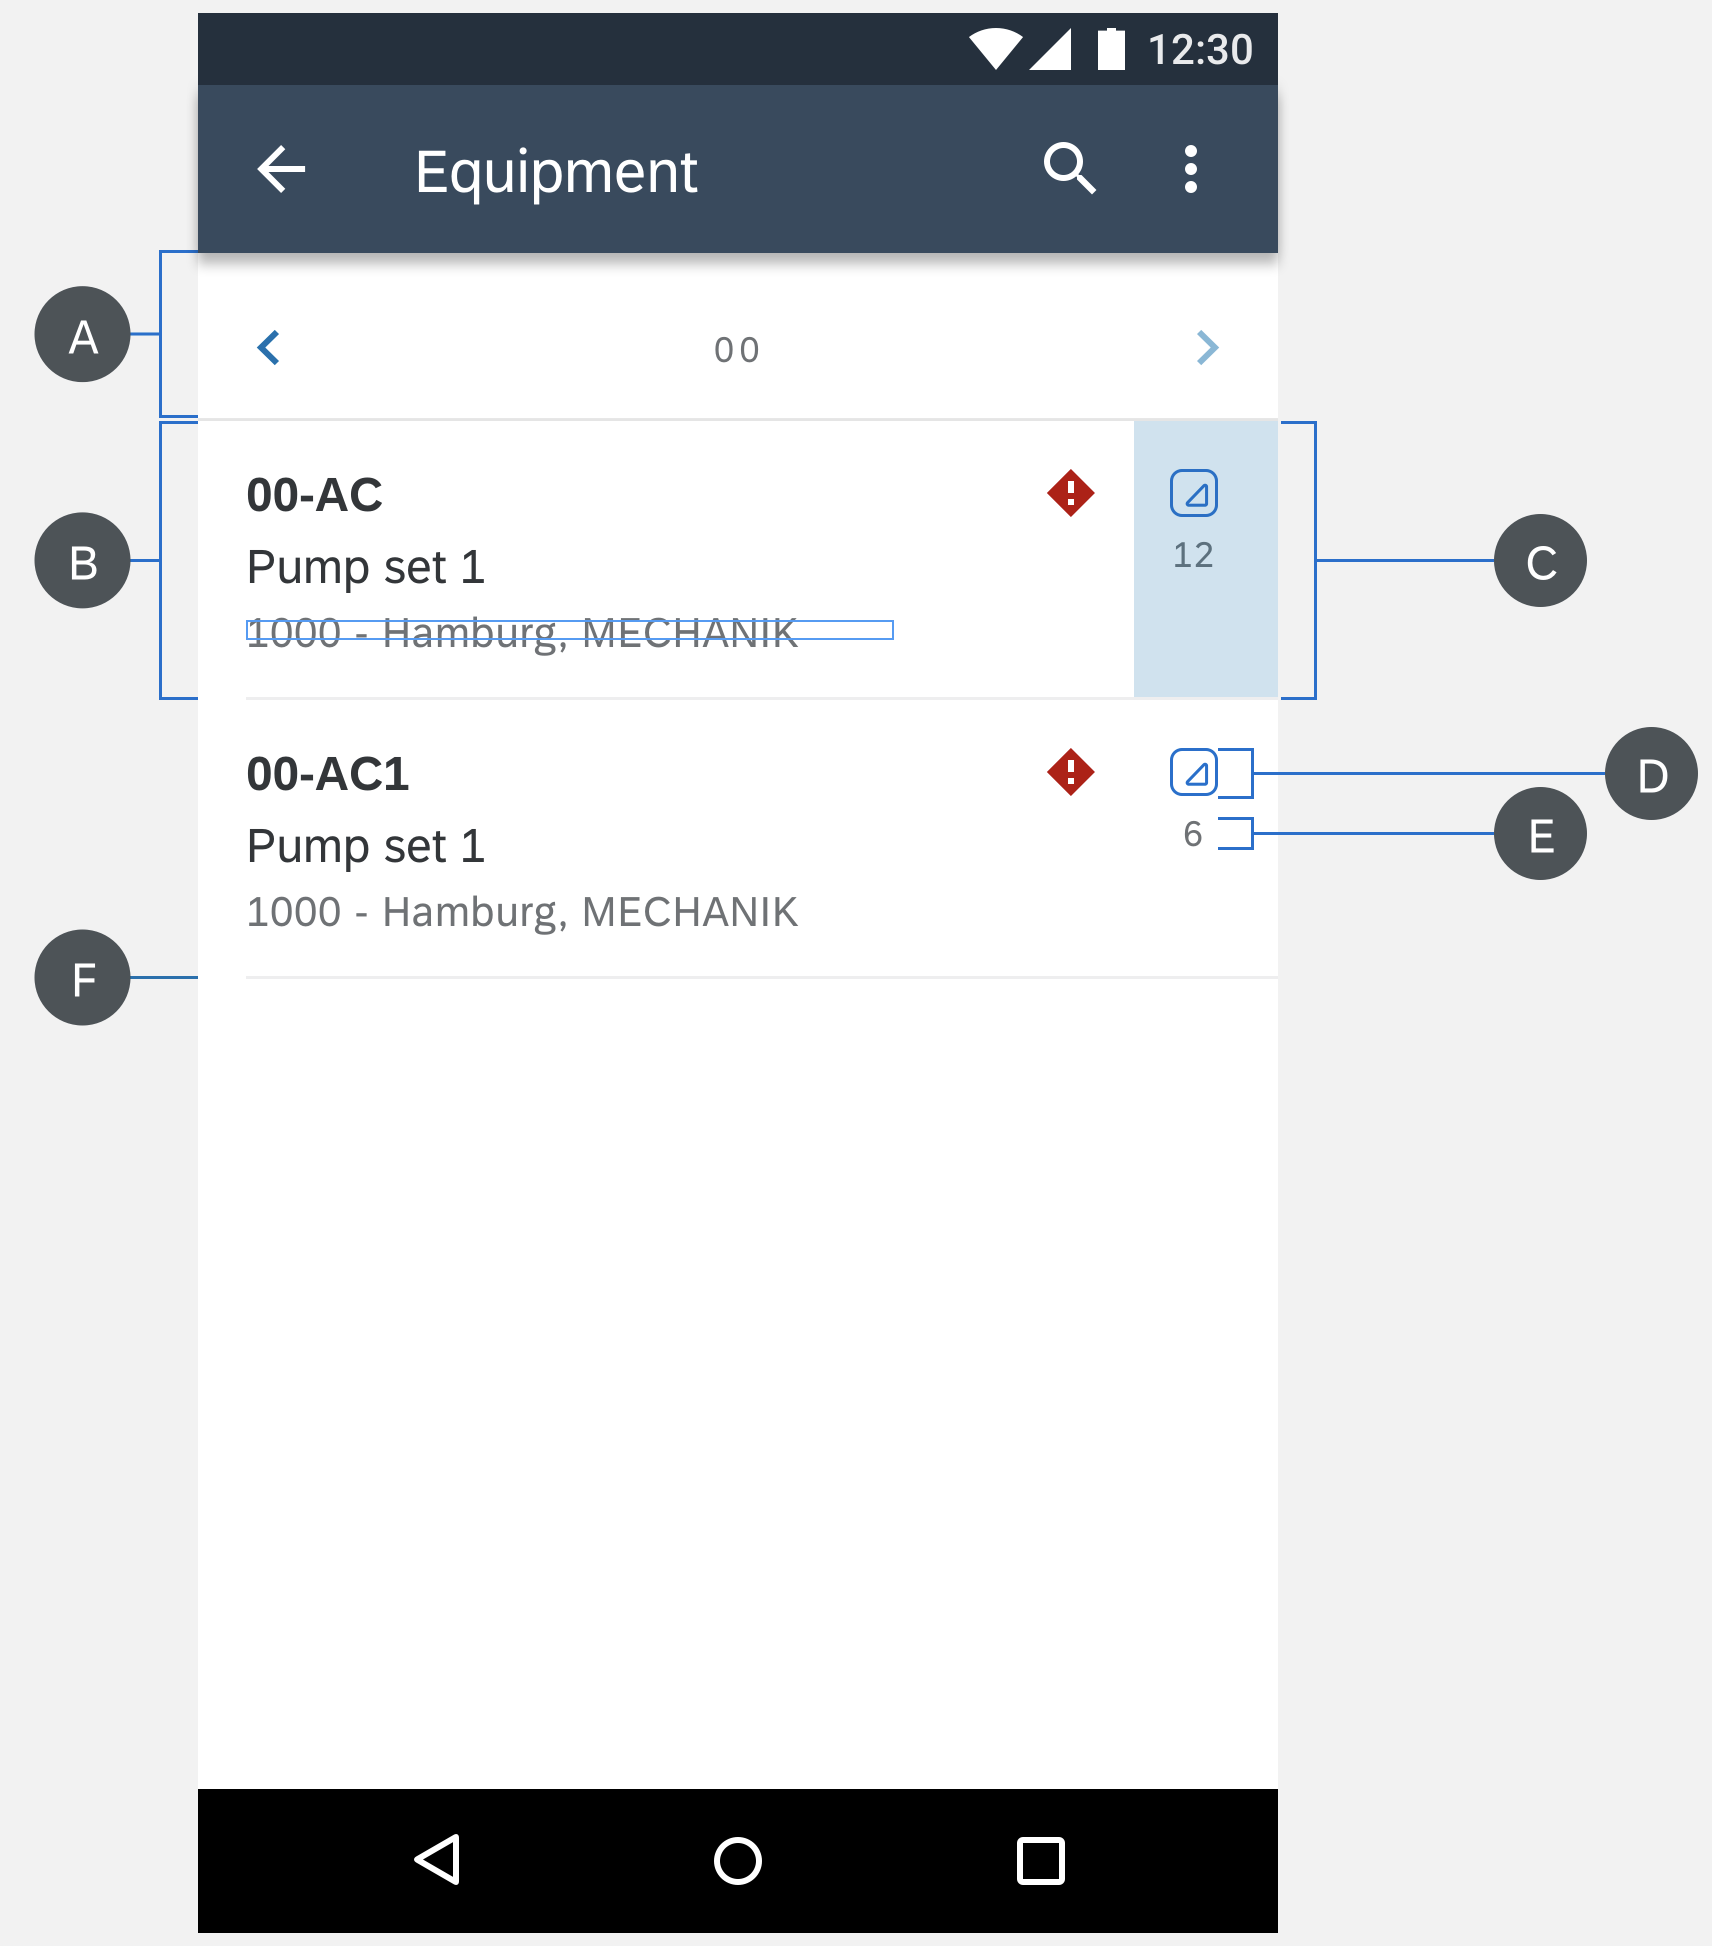 12:30
Equipment
A
00
B
00-AC
12
C
Pump set 1
1000 - Hamburg, MECHANIK
00-AC1
D
6
E
Pump set 1
1000 - Hamburg, MECHANIK
F